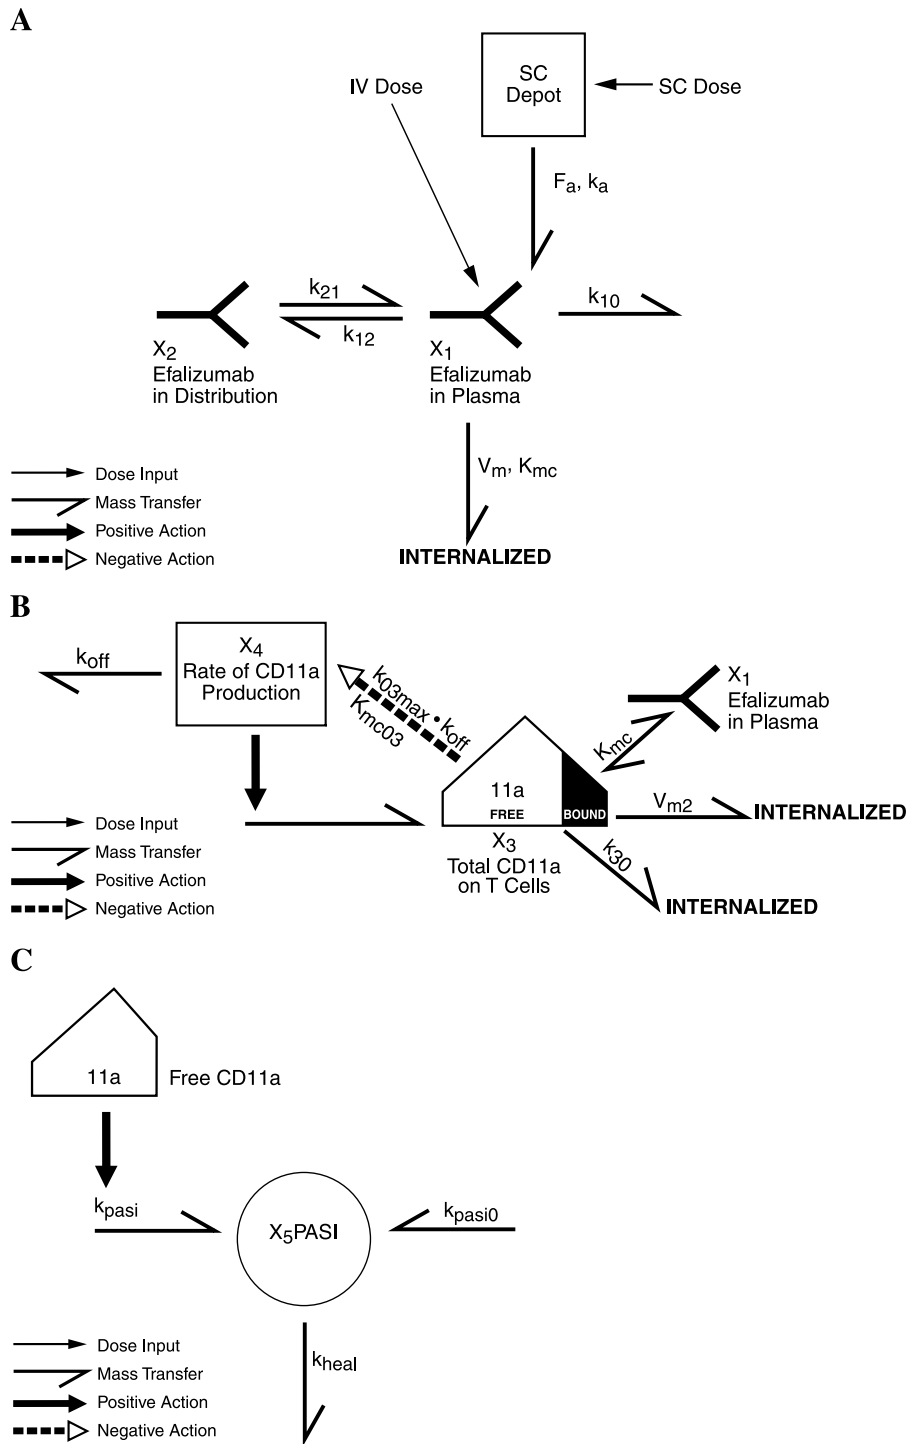 A
IV Dose
SC
Depot
SC Dose
Fa, ka
k21
k12
k10
X2
Efalizumab
in Distribution
X1
Efalizumab
in Plasma
Vm, Kmc
Dose Input
Mass Transfer
Positive Action
Negative Action
INTERNALIZED
B
koff
X4
Rate of CD11a
Production
k03max • koff
Kmc03
X1
Efalizumab
in Plasma
Kmc
11a
FREE
BOUND
Vm2
INTERNALIZED
X3
Total CD11a
on T Cells
k30
INTERNALIZED
Dose Input
Mass Transfer
Positive Action
Negative Action
C
11a
Free CD11a
kpasi
X5PASI
kpasi0
kheal
Dose Input
Mass Transfer
Positive Action
Negative Action